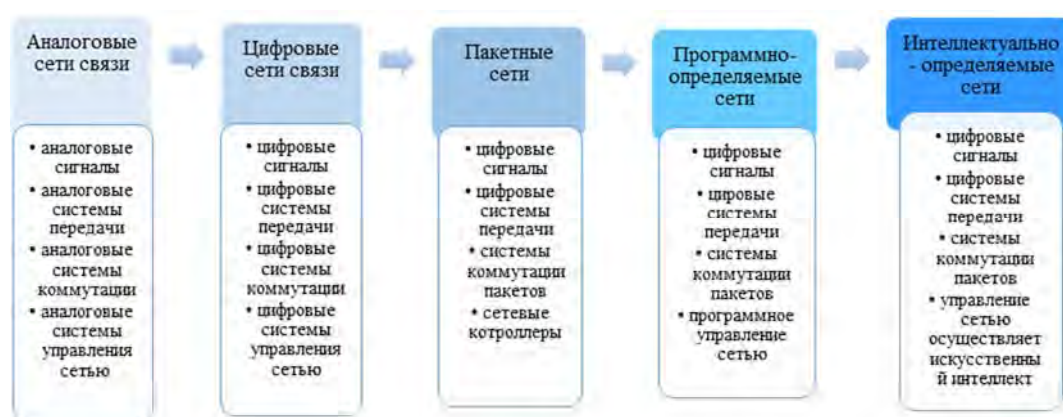 Аналоговые
сети связи
• аналоговые
сигналы
• аналоговые
системы
передачи
• аналоговые
системы
коммутации
• аналоговые
системы
управления
сетью
Цифровые
сети связи
• цифровые
сигналы
• цифровые
системы
передачи
• цифровые
системы
коммутации
• цифровые
системы
управления
сетью
Пакетные
сети
• цифровые
сигналы
• цифровые
системы
передачи
• системы
коммутации
пакетов
• сетевые
котроллеры
Программно-
определяемые
сети
• цифровые
сигналы
• цировые
системы
передачи
• системы
коммутации
пакетов
• программное
управление
сетью
Интеллектуально
- определяемые
сети
• цифровые
сигналы
• цифровые
системы
передачи
• системы
коммутации
пакетов
• управление
сетью
осуществляет
искусственны
й интеллект